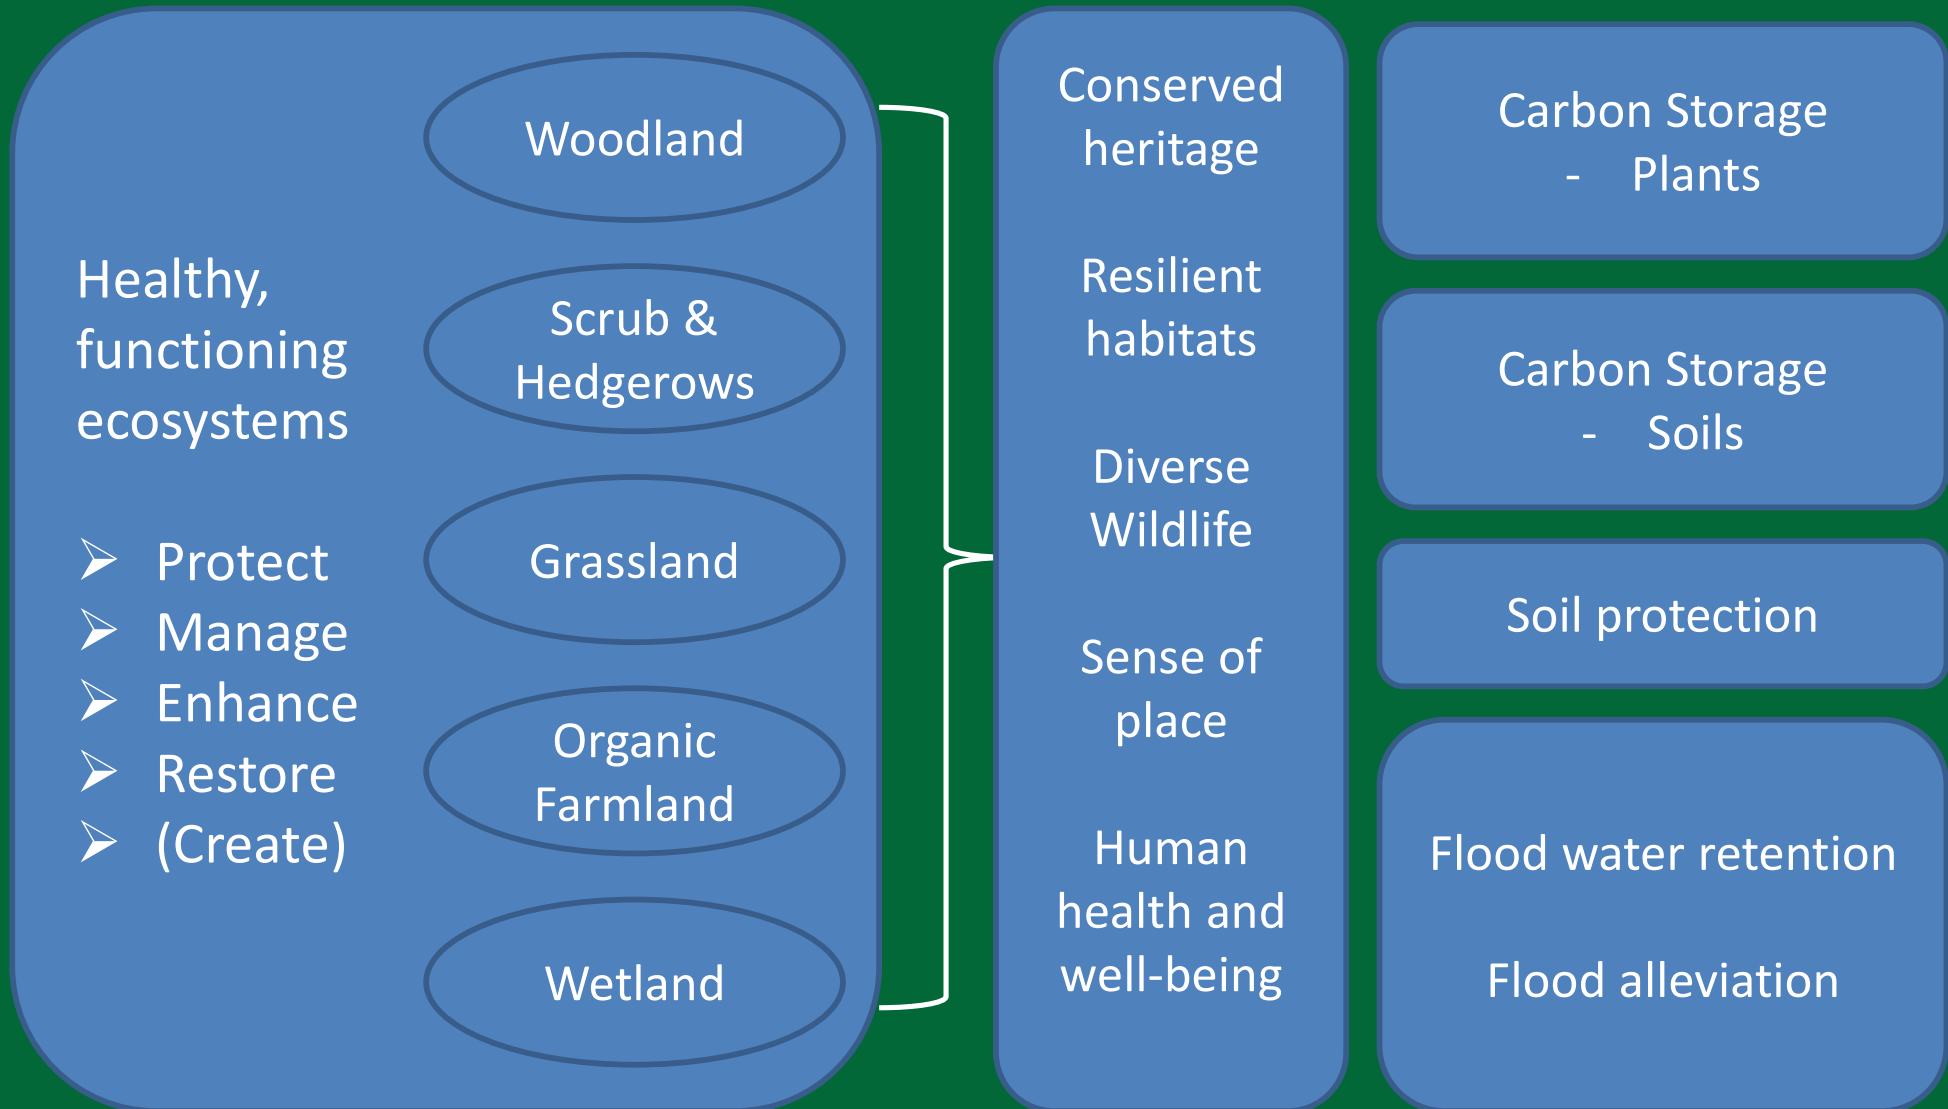 Healthy,
functioning
ecosystems
➢ Protect
➢ Manage
➢ Enhance
➢ Restore
➢ (Create)
Woodland
Scrub &
Hedgerows
Grassland
Organic
Farmland
Wetland
Conserved
heritage
Resilient
habitats
Diverse
Wildlife
Sense of
place
Human
health and
well-being
Carbon Storage
- Plants
Carbon Storage
- Soils
Soil protection
Flood water retention
Flood alleviation